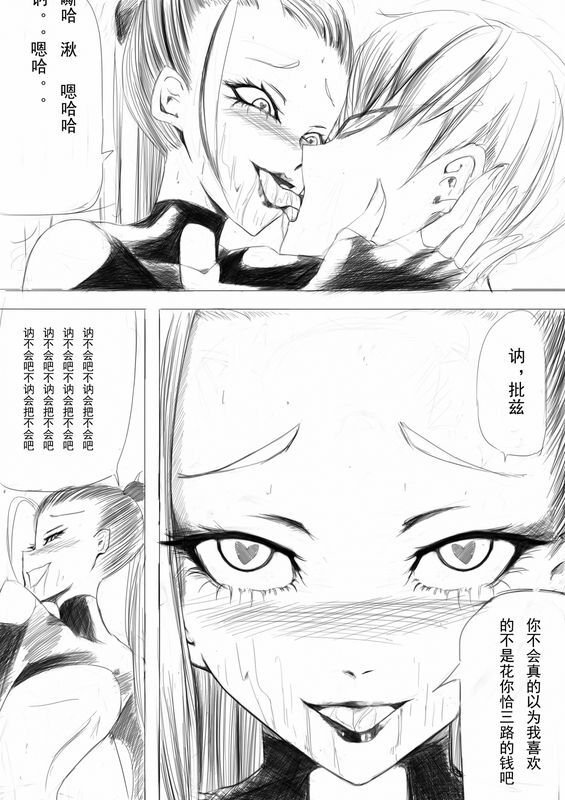 哈 湫 嗯哈哈
。。嗯哈。。
讷，批兹
你不会真的以为我喜欢
的不是花你恰三路的钱吧
讷不会吧不讷会把不会吧
讷不会吧不讷会把不会吧
讷不会吧不讷会把不会吧
讷不会吧不讷会把不会吧